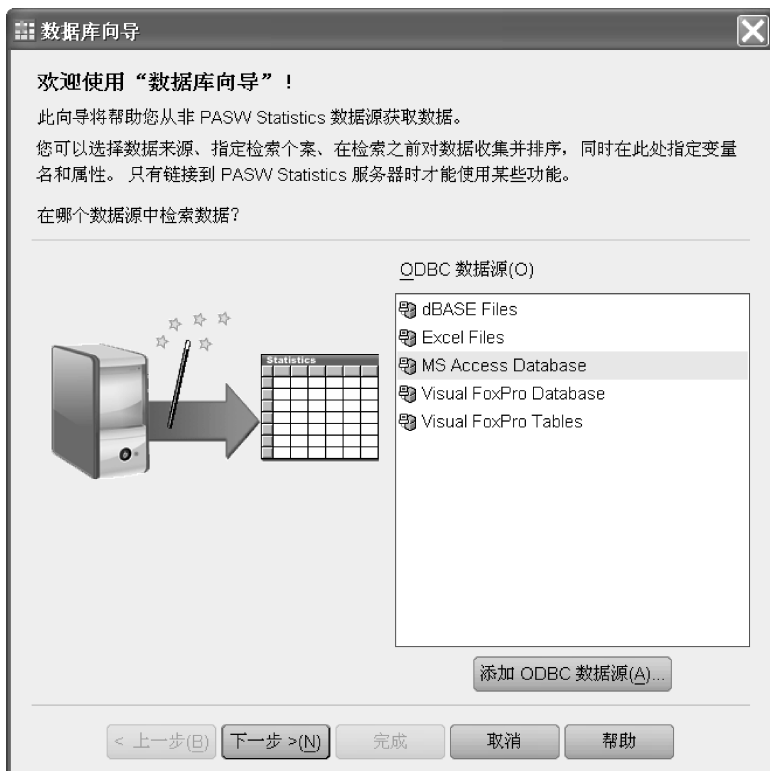 数据库向导
欢迎使用“数据库向导”！
此向导将帮助您从非 PASW Statistics 数据源获取数据。
您可以选择数据来源、指定检索个案、在检索之前对数据收集并排序，同时在此处指定变量
名和属性。 只有链接到 PASW Statistics 服务器时才能使用某些功能。
在哪个数据源中检索数据?
ODBC 数据源(O)
dBASE Files
Excel Files
MS Access Database
Visual FoxPro Database
Visual FoxPro Tables
Statistics
添加 ODBC 数据源(A)...
< 上一步(B)
下一步 >(N)
完成
取消
帮助